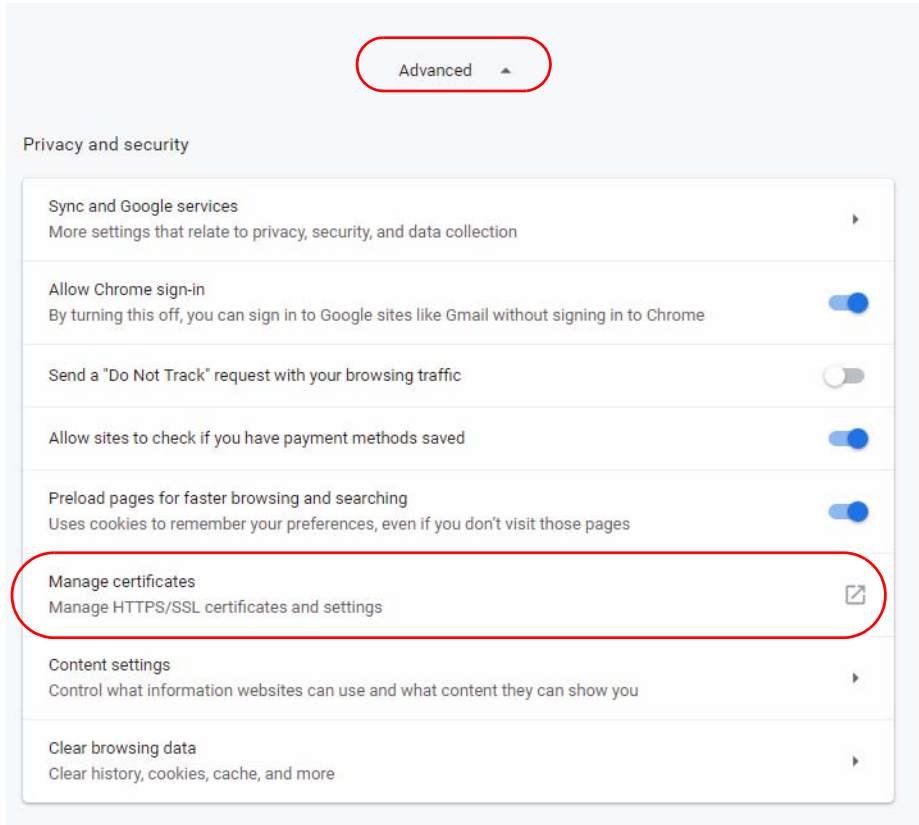 Advanced
Privacy and security
Sync and Google services
More settings that relate to privacy, security, and data collection
Allow Chrome sign-in
By turning this off, you can sign in to Google sites like Gmail without signing in to Chrome
Send a "Do Not Track" request with your browsing traffic
Allow sites to check if you have payment methods saved
Preload pages for faster browsing and searching
Uses cookies to remember your preferences, even if you don't visit those pages
Manage certificates
Manage HTTPS/SSL certificates and settings
Content settings
Control what information websites can use and what content they can show you
Clear browsing data
Clear history, cookies, cache, and more